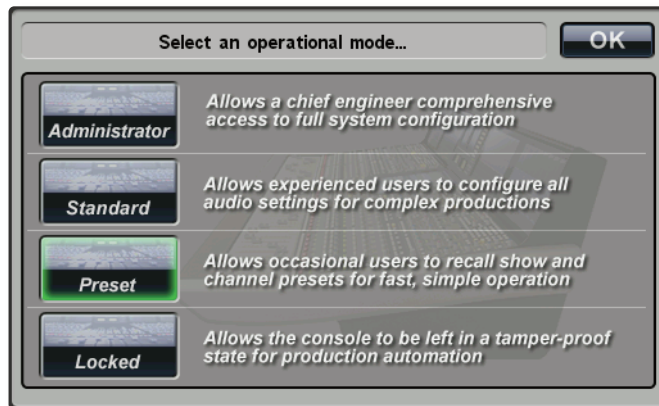 Select an operational mode...
OK
Administrator
Allows a chief engineer comprehensive
access to full system configuration
Standard
Allows experienced users to configure all
audio settings for complex productions
Preset
Allows occasional users to recall show and
channel presets for fast, simple operation
Locked
Allows the console to be left in a tamper-proof
state for production automation